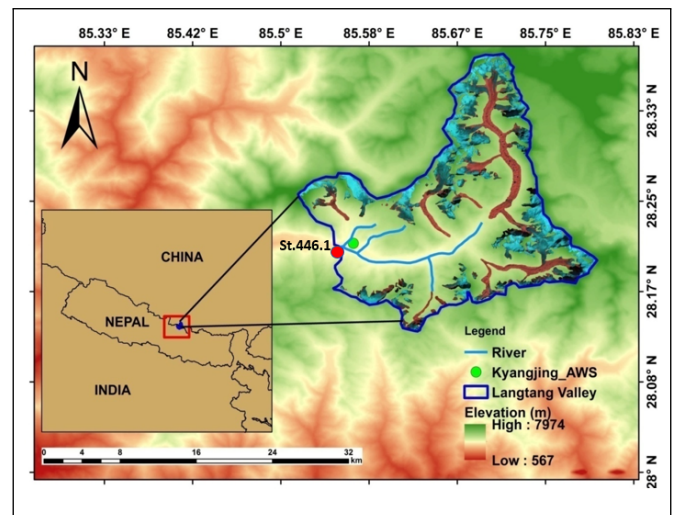 85.33° E 85.42° E 85.5° E 85.58° E 85.67° E 85.75° E 85.83° E
N
28.33° N
28.25° N
St.446.1
CHINA
28.17° N
NEPAL
Legend
River
Kyangjing_AWS
28.08° N
INDIA
Langtang Valley
Elevation (m)
High : 7974
0 4 8 16 24 32
km
Low : 567
28° N